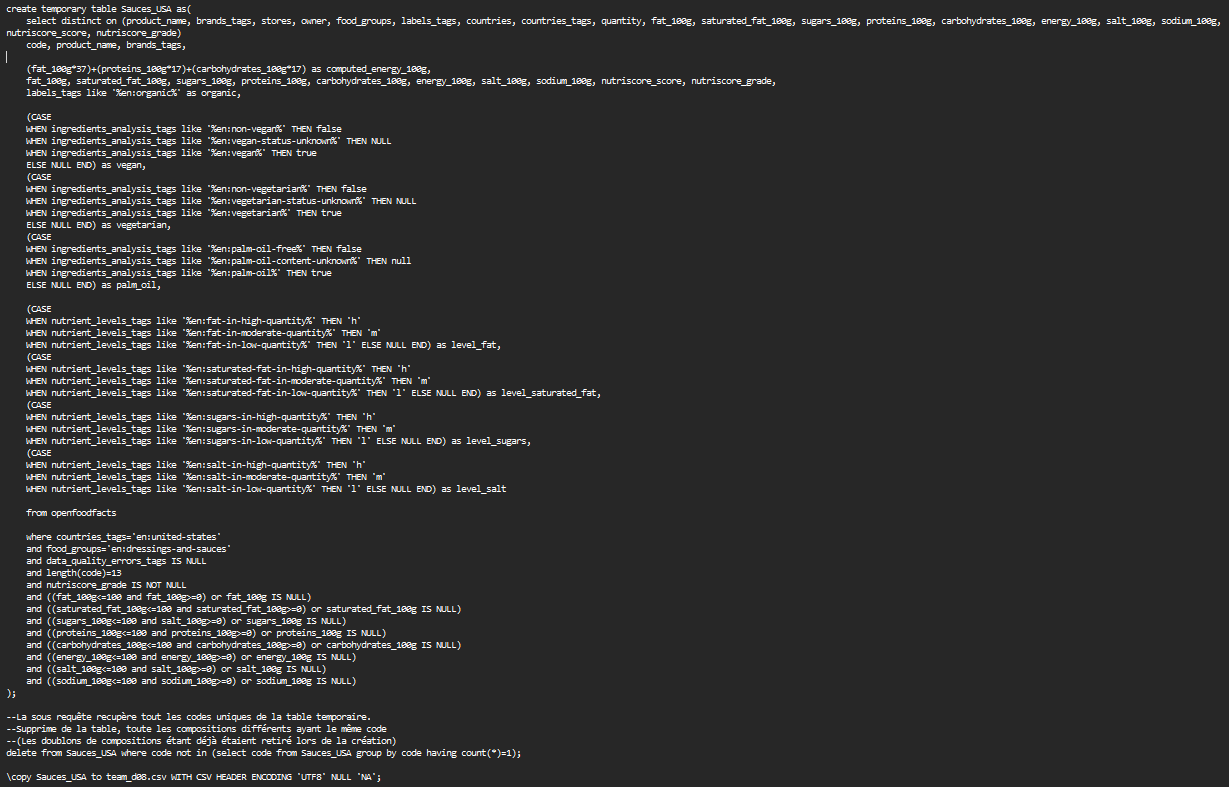 create temporary table Sauces_USA as(
select distinct on (product_name, brands_tags, stores, owner, food_groups, labels_tags, countries, countries_tags, quantity, fat_100g, saturated_fat_100g, sugars_100g, proteins_100g, carbohydrates_100g, energy_100g, salt_100g, sodium_100g,
nutriscore_score, nutriscore_grade)
code, product_name, brands_tags,
(fat_100g*37)+(proteins_100g*17)+(carbohydrates_100g*17) as computed_energy_100g,
fat_100g, saturated_fat_100g, sugars_100g, proteins_100g, carbohydrates_100g, energy_100g, salt_100g, sodium_100g, nutriscore_score, nutriscore_grade,
labels_tags like '%en:organic%' as organic,
(CASE
WHEN ingredients_analysis_tags like '%en:non-vegan%' THEN false
WHEN ingredients_analysis_tags like '%en:vegan-status-unknown%' THEN NULL
WHEN ingredients_analysis_tags like '%en:vegan%' THEN true
ELSE NULL END) as vegan,
(CASE
WHEN ingredients_analysis_tags like '%en:non-vegetarian%' THEN false
WHEN ingredients_analysis_tags like '%en:vegetarian-status-unknown%' THEN NULL
WHEN ingredients_analysis_tags like '%en:vegetarian%' THEN true
ELSE NULL END) as vegetarian,
(CASE
WHEN ingredients_analysis_tags like '%en:palm-oil-free%' THEN false
WHEN ingredients_analysis_tags like '%en:palm-oil-content-unknown%' THEN null
WHEN ingredients_analysis_tags like '%en:palm-oil%' THEN true
ELSE NULL END) as palm_oil,
(CASE
WHEN nutrient_levels_tags like '%en:fat-in-high-quantity%' THEN 'h'
WHEN nutrient_levels_tags like '%en:fat-in-moderate-quantity%' THEN 'm'
WHEN nutrient_levels_tags like '%en:fat-in-low-quantity%' THEN 'l' ELSE NULL END) as level_fat,
(CASE
WHEN nutrient_levels_tags like '%en:saturated-fat-in-high-quantity%' THEN 'h'
WHEN nutrient_levels_tags like '%en:saturated-fat-in-moderate-quantity%' THEN 'm'
WHEN nutrient_levels_tags like '%en:saturated-fat-in-low-quantity%' THEN 'l' ELSE NULL END) as level_saturated_fat,
(CASE
WHEN nutrient_levels_tags like '%en:sugars-in-high-quantity%' THEN 'h'
WHEN nutrient_levels_tags like '%en:sugars-in-moderate-quantity%' THEN 'm'
WHEN nutrient_levels_tags like '%en:sugars-in-low-quantity%' THEN 'l' ELSE NULL END) as level_sugars,
(CASE
WHEN nutrient_levels_tags like '%en:salt-in-high-quantity%' THEN 'h'
WHEN nutrient_levels_tags like '%en:salt-in-moderate-quantity%' THEN 'm'
WHEN nutrient_levels_tags like '%en:salt-in-low-quantity%' THEN 'l' ELSE NULL END) as level_salt
from openfoodfacts
where countries_tags='en:united-states'
and food_groups='en:dressings-and-sauces'
and data_quality_errors_tags IS NULL
and length(code)=13
and nutriscore_grade IS NOT NULL
and ((fat_100g<=100 and fat_100g>=0) or fat_100g IS NULL)
and ((saturated_fat_100g<=100 and saturated_fat_100g>=0) or saturated_fat_100g IS NULL)
and ((sugars_100g<=100 and salt_100g>=0) or sugars_100g IS NULL)
and ((proteins_100g<=100 and proteins_100g>=0) or proteins_100g IS NULL)
and ((carbohydrates_100g<=100 and carbohydrates_100g>=0) or carbohydrates_100g IS NULL)
and ((energy_100g<=100 and energy_100g>=0) or energy_100g IS NULL)
and ((salt_100g<=100 and salt_100g>=0) or salt_100g IS NULL)
and ((sodium_100g<=100 and sodium_100g>=0) or sodium_100g IS NULL)
);
--La sous requête recupère tout les codes uniques de la table temporaire.
--Supprime de la table, toute les compositions différents ayant le même code
--(Les doublons de compositions étant déjà étaient retiré lors de la création)
delete from Sauces_USA where code not in (select code from Sauces_USA group by code having count(*)=1);
\copy Sauces_USA to team_d08.csv WITH CSV HEADER ENCODING 'UTF8' NULL 'NA';